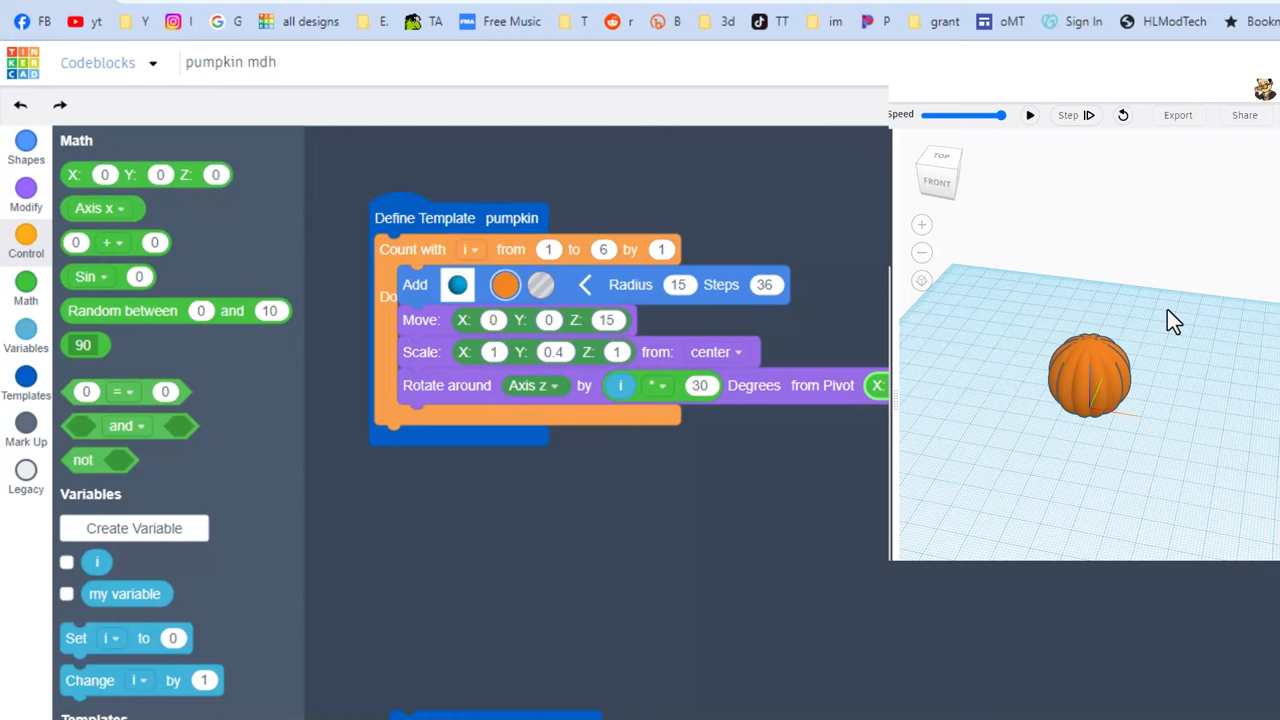 FB yt Y I G all designs E. TA Free Music T r B 3d TT im P grant oMT Sign In HLModTech Bookn
TIN KER CAD Codeblocks pumpkin mdh
Speed Step Export Share
Shapes
Modify
Control
Math
Variables
Templates
Mark Up
Legacy
Math
X: 0 Y: 0 Z: 0
Axis x
0 + 0
Sin 0
Random between 0 and 10
90
0 = 0
and
not
Variables
Create Variable
i
my variable
Set i to 0
Change i by 1
Templates
Define Template pumpkin
Count with i from 1 to 6 by 1
Add Radius 15 Steps 36
Do
Move: X: 0 Y: 0 Z: 15
Scale: X: 1 Y: 0.4 Z: 1 from: center
Rotate around Axis z by i * 30 Degrees from Pivot X:
TOP
FRONT